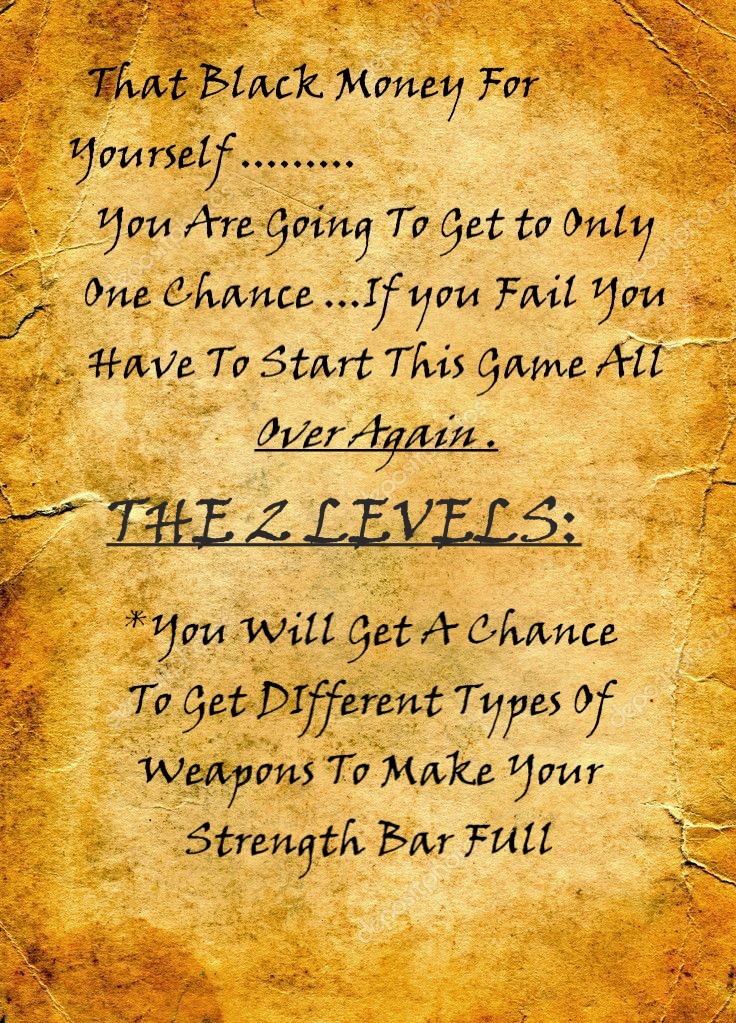 That Black Money For
Yourself .........
You Are Going To Get to Only
One Chance ...If you Fail You
Have To Start This Game All
Over Again .
THE 2 LEVELS:
*You Will Get A Chance
To Get DIfferent Types Of
Weapons To Make Your
Strength Bar FUll